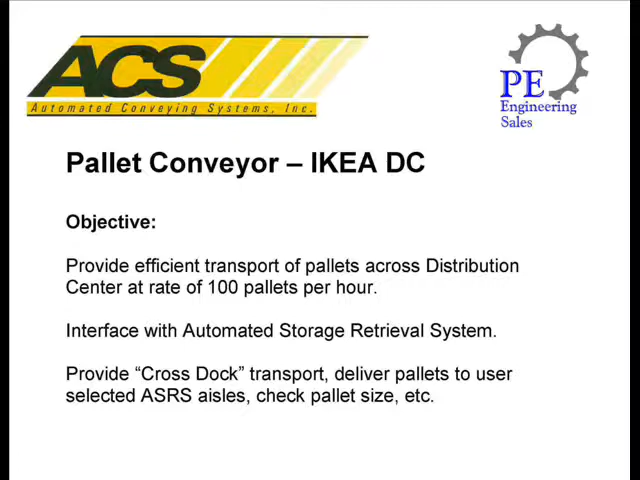 ACS
Automated Conveying Systems, Inc.
PE
Engineering
Sales
Pallet Conveyor – IKEA DC
Objective:
Provide efficient transport of pallets across Distribution
Center at rate of 100 pallets per hour.
Interface with Automated Storage Retrieval System.
Provide “Cross Dock” transport, deliver pallets to user
selected ASRS aisles, check pallet size, etc.